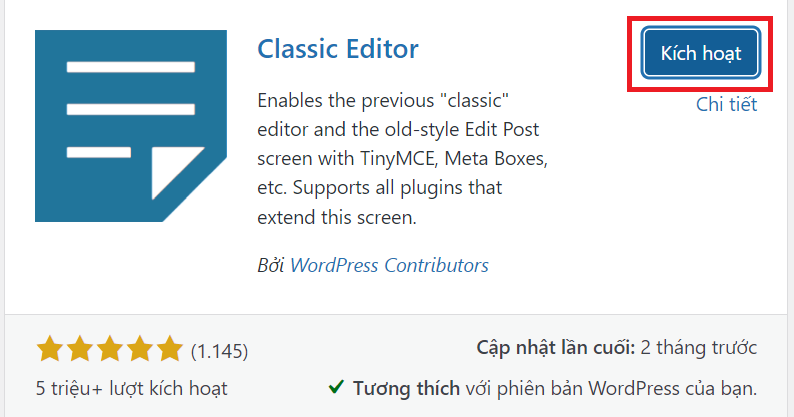 Classic Editor
Kích hoạt
Chi tiết
Enables the previous "classic"
editor and the old-style Edit Post
screen with TinyMCE, Meta Boxes,
etc. Supports all plugins that
extend this screen.
Bởi WordPress Contributors
(1.145)
Cập nhật lần cuối: 2 tháng trước
5 triệu+ lượt kích hoạt
Tương thích với phiên bản WordPress của bạn.